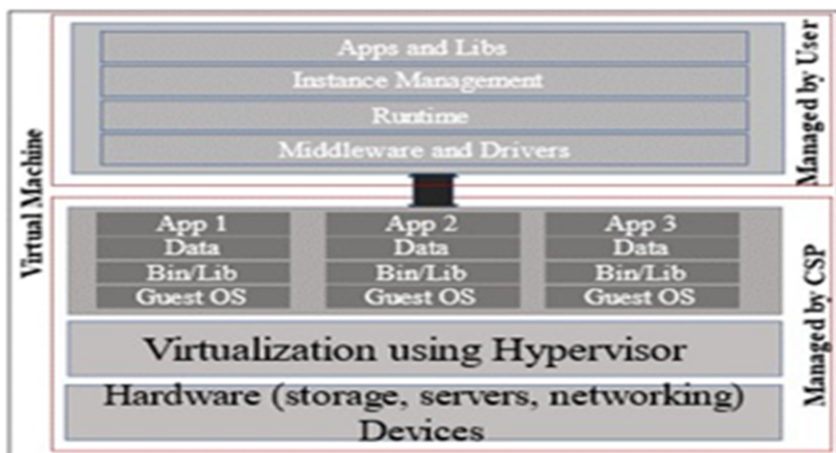 Virtual Machine
Apps and Libs
Instance Management
Runtime
Middleware and Drivers
Managed by User
App 1
Data
Bin/Lib
Guest OS
App 2
Data
Bin/Lib
Guest OS
App 3
Data
Bin/Lib
Guest OS
Virtualization using Hypervisor
Hardware (storage, servers, networking)
Devices
Managed by CSP